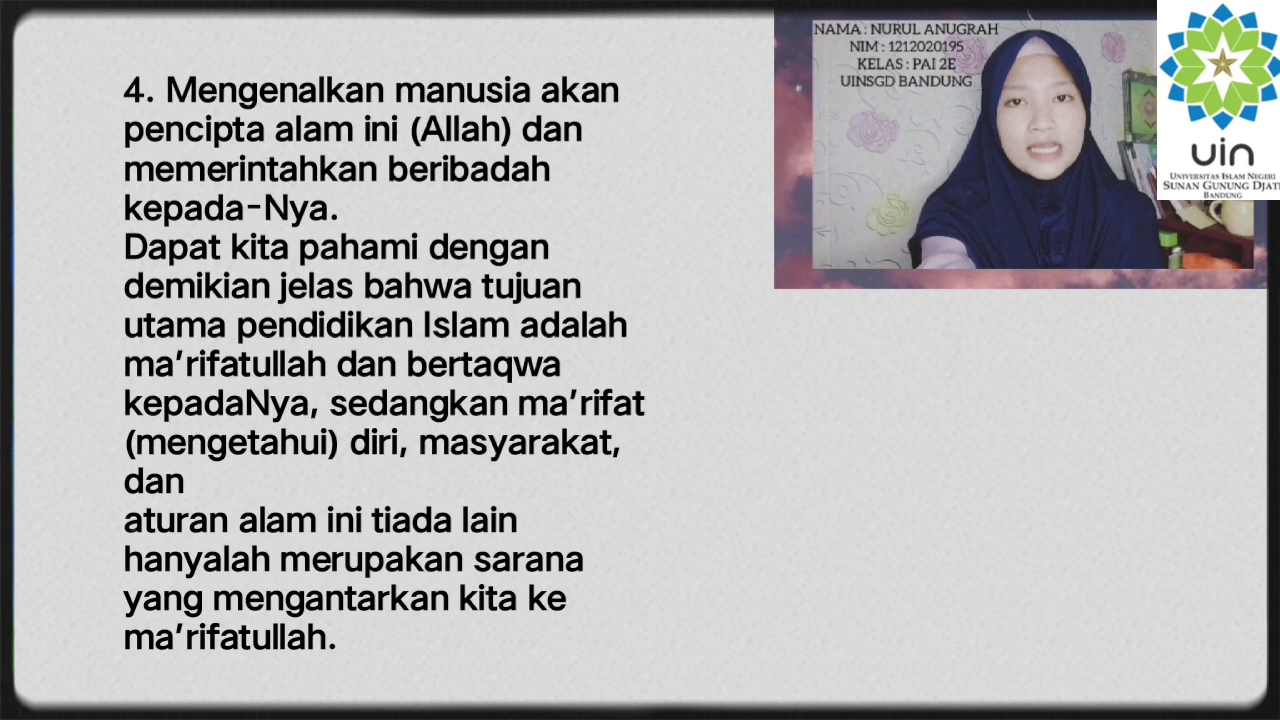 4. Mengenalkan manusia akan
pencipta alam ini (Allah) dan
memerintahkan beribadah
kepada-Nya.
Dapat kita pahami dengan
demikian jelas bahwa tujuan
utama pendidikan Islam adalah
ma’rifatullah dan bertaqwa
kepadaNya, sedangkan ma’rifat
(mengetahui) diri, masyarakat,
dan
aturan alam ini tiada lain
hanyalah merupakan sarana
yang mengantarkan kita ke
ma’rifatullah.
NAMA : NURUL ANUGRAH
NIM : 1212020195
KELAS : PAI 2E
UINSGD BANDUNG
uin
UNIVERSITAS ISLAM NEGERI
SUNAN GUNUNG DJATI
BANDUNG